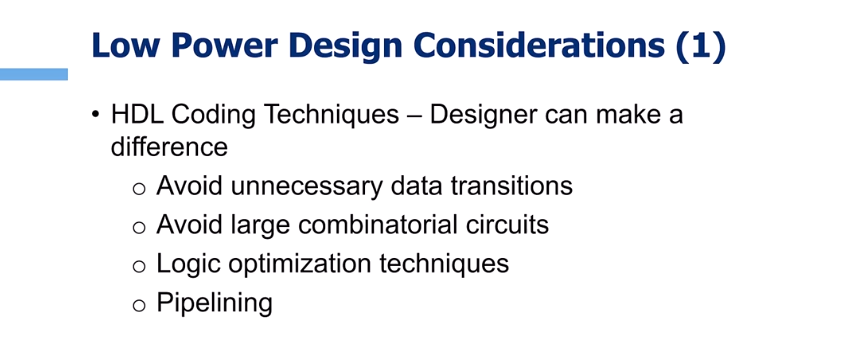 Low Power Design Considerations (1)
• HDL Coding Techniques – Designer can make a
difference
o Avoid unnecessary data transitions
o Avoid large combinatorial circuits
o Logic optimization techniques
o Pipelining